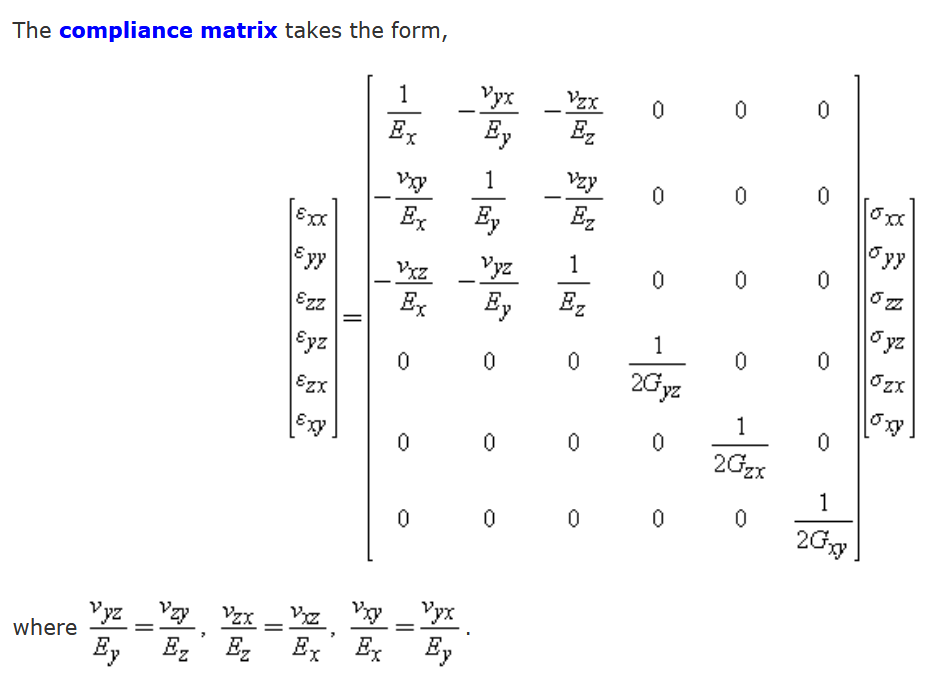 The compliance matrix takes the form,
$$\begin{bmatrix} \varepsilon_{xx} \\ \varepsilon_{yy} \\ \varepsilon_{zz} \\ \varepsilon_{yz} \\ \varepsilon_{zx} \\ \varepsilon_{xy} \end{bmatrix} = \begin{bmatrix} \frac{1}{E_x} & -\frac{\nu_{yx}}{E_y} & -\frac{\nu_{zx}}{E_z} & 0 & 0 & 0 \\ -\frac{\nu_{xy}}{E_x} & \frac{1}{E_y} & -\frac{\nu_{zy}}{E_z} & 0 & 0 & 0 \\ -\frac{\nu_{xz}}{E_x} & -\frac{\nu_{yz}}{E_y} & \frac{1}{E_z} & 0 & 0 & 0 \\ 0 & 0 & 0 & \frac{1}{2G_{yz}} & 0 & 0 \\ 0 & 0 & 0 & 0 & \frac{1}{2G_{zx}} & 0 \\ 0 & 0 & 0 & 0 & 0 & \frac{1}{2G_{xy}} \end{bmatrix} \begin{bmatrix} \sigma_{xx} \\ \sigma_{yy} \\ \sigma_{zz} \\ \sigma_{yz} \\ \sigma_{zx} \\ \sigma_{xy} \end{bmatrix}$$
where $\frac{\nu_{yz}}{E_y} = \frac{\nu_{zy}}{E_z}, \frac{\nu_{zx}}{E_z} = \frac{\nu_{xz}}{E_x}, \frac{\nu_{xy}}{E_x} = \frac{\nu_{yx}}{E_y}$.